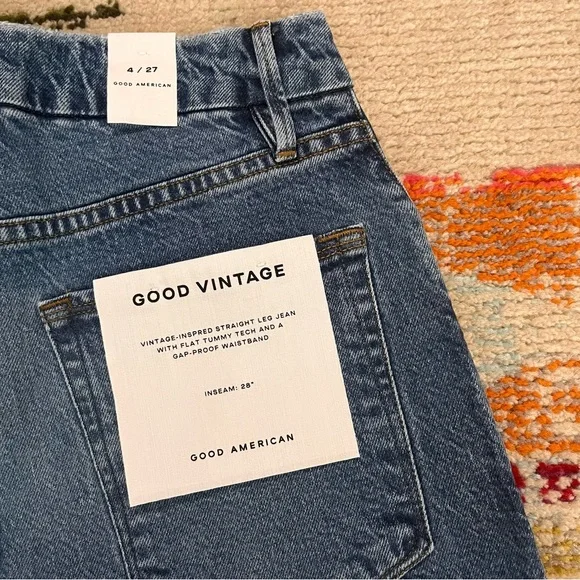 4 / 27
GOOD AMERICAN
GOOD VINTAGE
VINTAGE-INSPRED STRAIGHT LEG JEAN
WITH FLAT TUMMY TECH AND A
GAP-PROOF WAISTBAND
INSEAM: 28"
GOOD AMERICAN